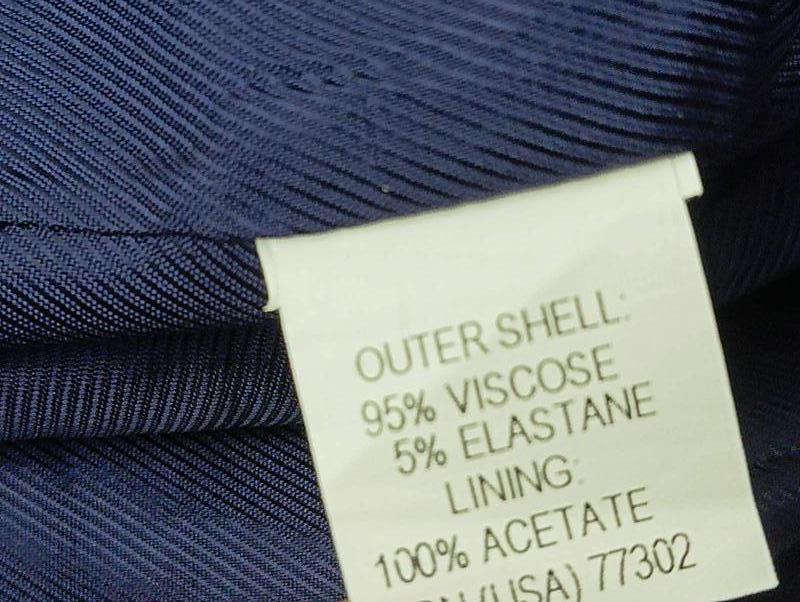 OUTER SHELL:
95% VISCOSE
5% ELASTANE
LINING:
100% ACETATE
(USA) 77302